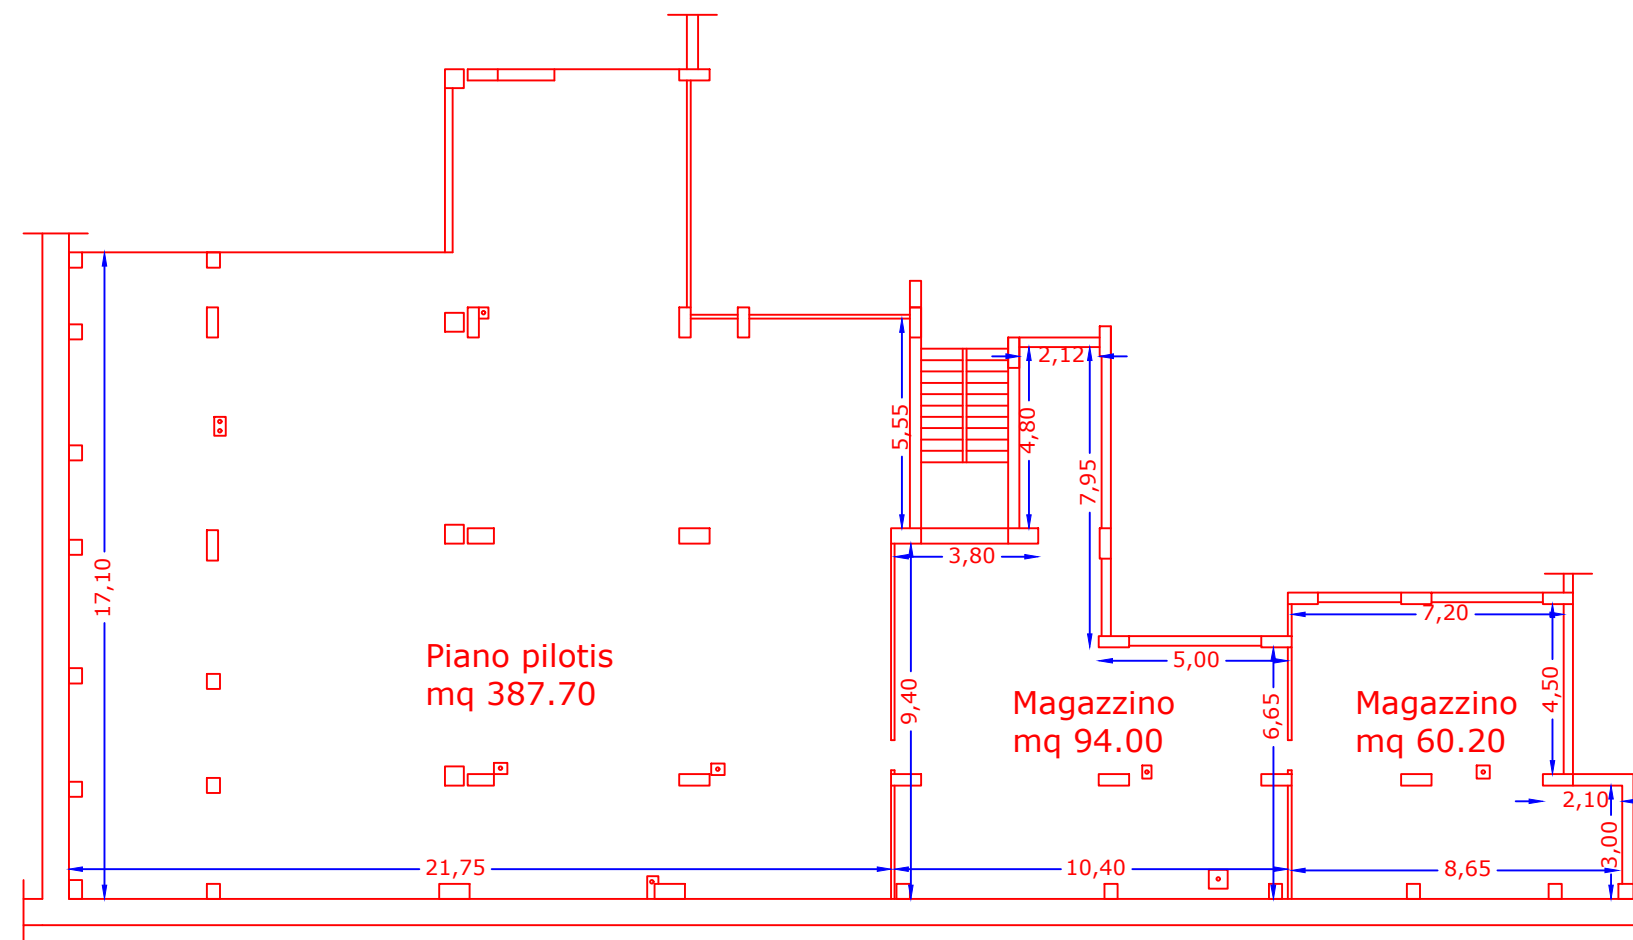 2,12
5,55
4,80
7,95
3,80
17,10
7,20
Piano pilotis
mq 387.70
5,00
9,40
Magazzino
mq 94.00
6,65
Magazzino
mq 60.20
4,50
2,10
3,00
21,75
10,40
8,65